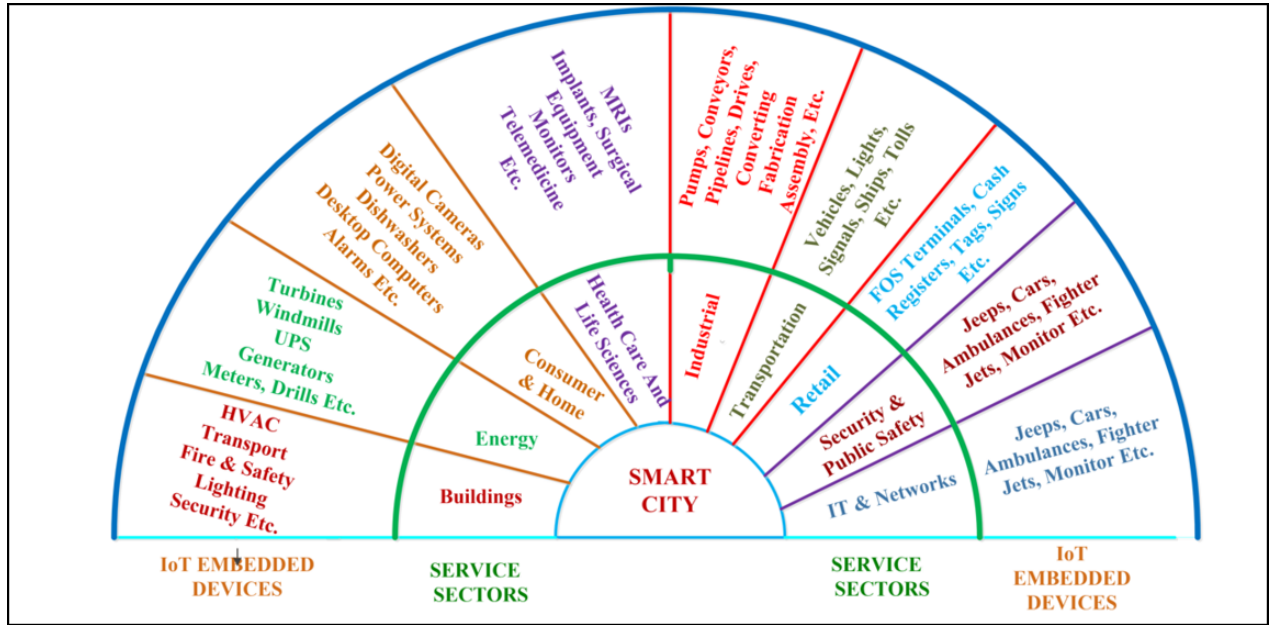 HVAC
Transport
Fire & Safety
Lighting
Security Etc.
Turbines
Windmills
UPS
Generators
Meters, Drills Etc.
Digital Cameras
Power Systems
Dishwashers
Desktop Computers
Alarms Etc.
MRIs
Implants, Surgical
Equipment
Monitors
Telemedicine
Etc.
Pumps, Conveyors,
Pipelines, Drives,
Converting
Fabrication
Assembly, Etc.
Vehicles, Lights,
Signals, Ships, Tolls
Etc.
FOS Terminals, Cash
Registers, Tags, Signs
Etc.
Jeeps, Cars,
Ambulances, Fighter
Jets, Monitor Etc.
Jeeps, Cars,
Ambulances, Fighter
Jets, Monitor Etc.
Buildings
Energy
Consumer
& Home
Health Care And
Life Sciences
Industrial
Transportation
Retail
Security &
Public Safety
IT & Networks
SMART
CITY
IoT EMBEDDED
DEVICES
SERVICE
SECTORS
SERVICE
SECTORS
IoT
EMBEDDED
DEVICES